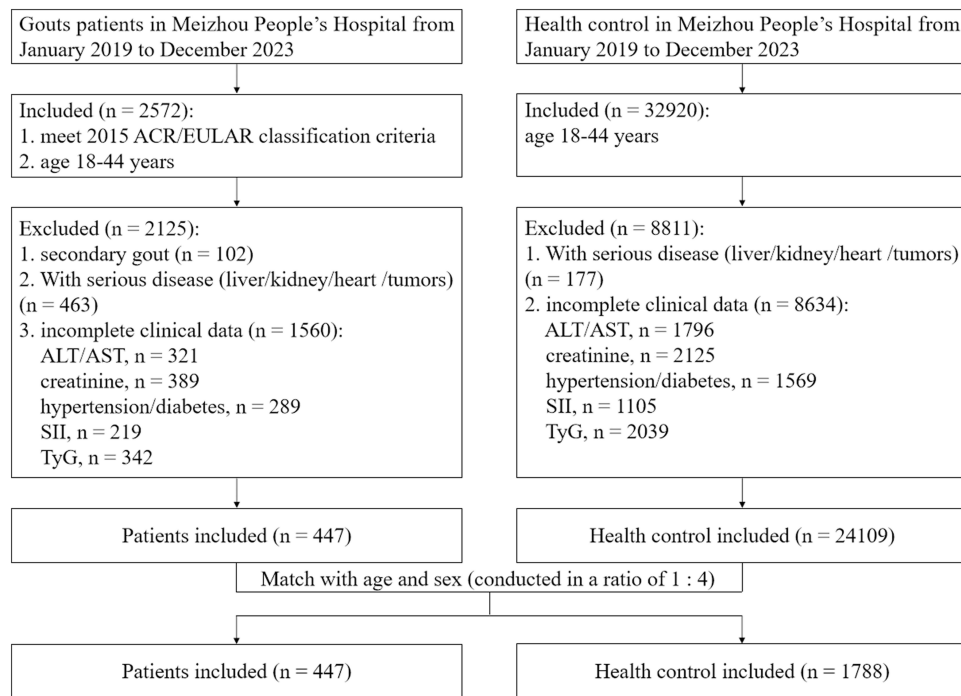 Gouts patients in Meizhou People's Hospital from
January 2019 to December 2023
Health control in Meizhou People's Hospital from
January 2019 to December 2023
Included (n = 2572):
1. meet 2015 ACR/EULAR classification criteria
2. age 18-44 years
Included (n = 32920):
age 18-44 years
Excluded (n = 2125):
1. secondary gout (n = 102)
2. With serious disease (liver/kidney/heart /tumors)
(n = 463)
3. incomplete clinical data (n = 1560):
ALT/AST, n = 321
creatinine, n = 389
hypertension/diabetes, n = 289
SII, n = 219
TyG, n = 342
Excluded (n = 8811):
1. With serious disease (liver/kidney/heart /tumors)
(n = 177)
2. incomplete clinical data (n = 8634):
ALT/AST, n = 1796
creatinine, n = 2125
hypertension/diabetes, n = 1569
SII, n = 1105
TyG, n = 2039
Patients included (n = 447)
Health control included (n = 24109)
Match with age and sex (conducted in a ratio of 1 : 4)
Patients included (n = 447)
Health control included (n = 1788)